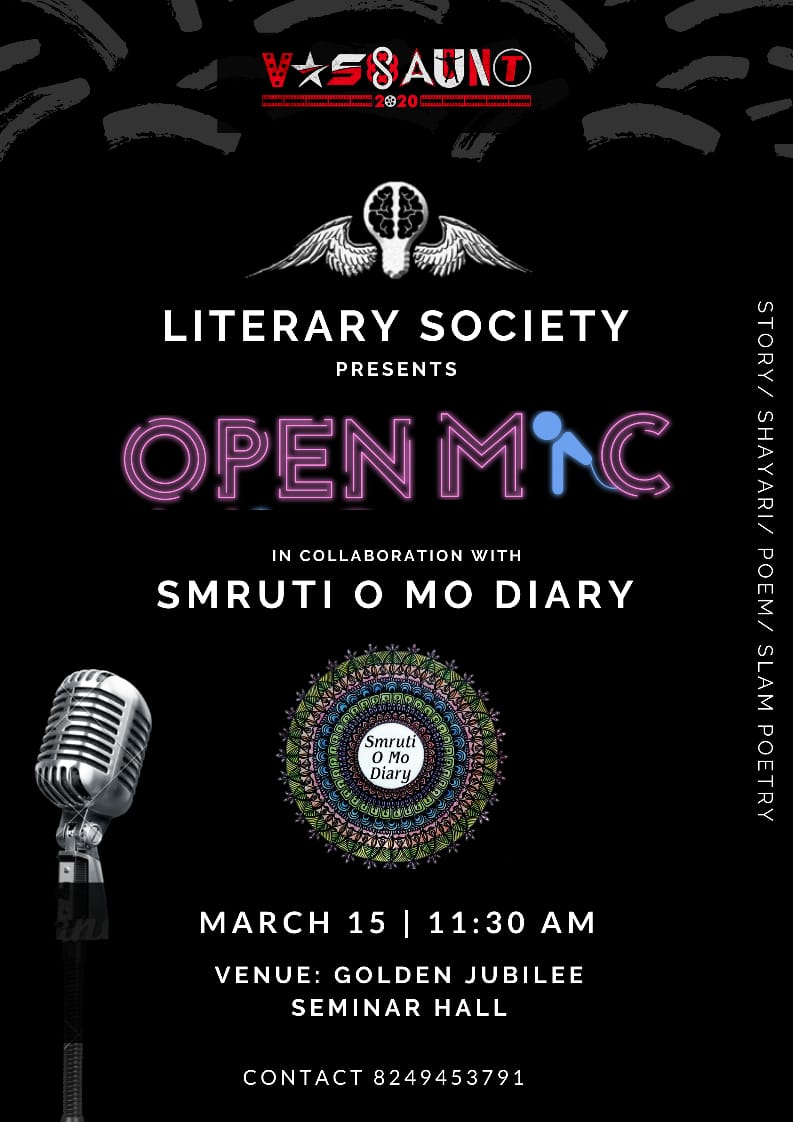 VASSAUNT
2020
LITERARY SOCIETY
PRESENTS
OPEN MIC
IN COLLABORATION WITH
SMRUTI O MO DIARY
Smruti
O Mo
Diary
MARCH 15 | 11:30 AM
VENUE: GOLDEN JUBILEE
SEMINAR HALL
CONTACT 8249453791
STORY/ SHAYARI/ POEM/ SLAM POETRY